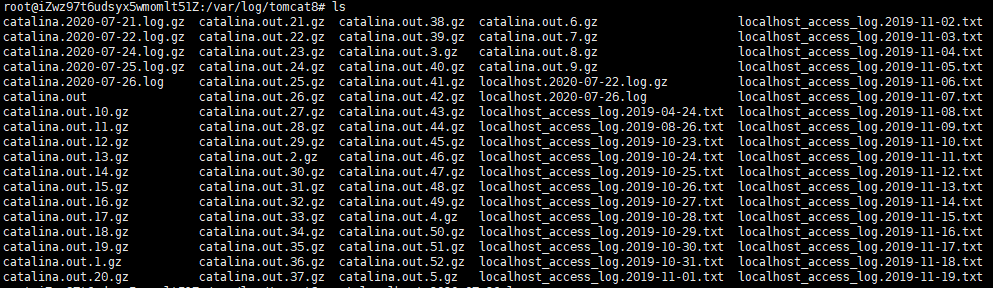 root@iZwz97t6udsyx5wmomlt51Z:/var/log/tomcat8# ls
catalina.2020-07-21.log.gz catalina.out.21.gz catalina.out.38.gz catalina.out.6.gz localhost_access_log.2019-11-02.txt
catalina.2020-07-22.log.gz catalina.out.22.gz catalina.out.39.gz catalina.out.7.gz localhost_access_log.2019-11-03.txt
catalina.2020-07-24.log.gz catalina.out.23.gz catalina.out.3.gz catalina.out.8.gz localhost_access_log.2019-11-04.txt
catalina.2020-07-25.log.gz catalina.out.24.gz catalina.out.40.gz catalina.out.9.gz localhost_access_log.2019-11-05.txt
catalina.2020-07-26.log catalina.out.25.gz catalina.out.41.gz localhost.2020-07-22.log.gz localhost_access_log.2019-11-06.txt
catalina.out catalina.out.26.gz catalina.out.42.gz localhost.2020-07-26.log localhost_access_log.2019-11-07.txt
catalina.out.10.gz catalina.out.27.gz catalina.out.43.gz localhost_access_log.2019-04-24.txt localhost_access_log.2019-11-08.txt
catalina.out.11.gz catalina.out.28.gz catalina.out.44.gz localhost_access_log.2019-08-26.txt localhost_access_log.2019-11-09.txt
catalina.out.12.gz catalina.out.29.gz catalina.out.45.gz localhost_access_log.2019-10-23.txt localhost_access_log.2019-11-10.txt
catalina.out.13.gz catalina.out.2.gz catalina.out.46.gz localhost_access_log.2019-10-24.txt localhost_access_log.2019-11-11.txt
catalina.out.14.gz catalina.out.30.gz catalina.out.47.gz localhost_access_log.2019-10-25.txt localhost_access_log.2019-11-12.txt
catalina.out.15.gz catalina.out.31.gz catalina.out.48.gz localhost_access_log.2019-10-26.txt localhost_access_log.2019-11-13.txt
catalina.out.16.gz catalina.out.32.gz catalina.out.49.gz localhost_access_log.2019-10-27.txt localhost_access_log.2019-11-14.txt
catalina.out.17.gz catalina.out.33.gz catalina.out.4.gz localhost_access_log.2019-10-28.txt localhost_access_log.2019-11-15.txt
catalina.out.18.gz catalina.out.34.gz catalina.out.50.gz localhost_access_log.2019-10-29.txt localhost_access_log.2019-11-16.txt
catalina.out.19.gz catalina.out.35.gz catalina.out.51.gz localhost_access_log.2019-10-30.txt localhost_access_log.2019-11-17.txt
catalina.out.1.gz catalina.out.36.gz catalina.out.52.gz localhost_access_log.2019-10-31.txt localhost_access_log.2019-11-18.txt
catalina.out.20.gz catalina.out.37.gz catalina.out.5.gz localhost_access_log.2019-11-01.txt localhost_access_log.2019-11-19.txt